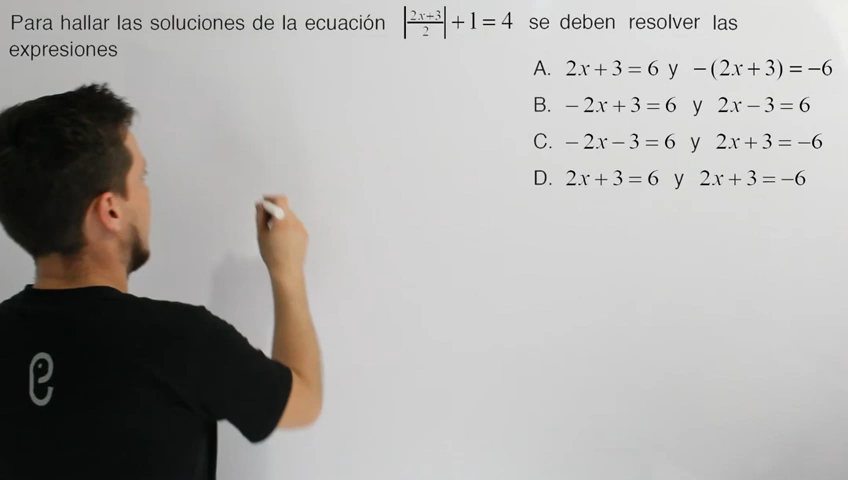 Para hallar las soluciones de la ecuación |2x+3/2|+1=4 se deben resolver las
expresiones
A. 2x+3=6 y -(2x+3)=-6
B. -2x+3=6 y 2x-3=6
C. -2x-3=6 y 2x+3=-6
D. 2x+3=6 y 2x+3=-6
e